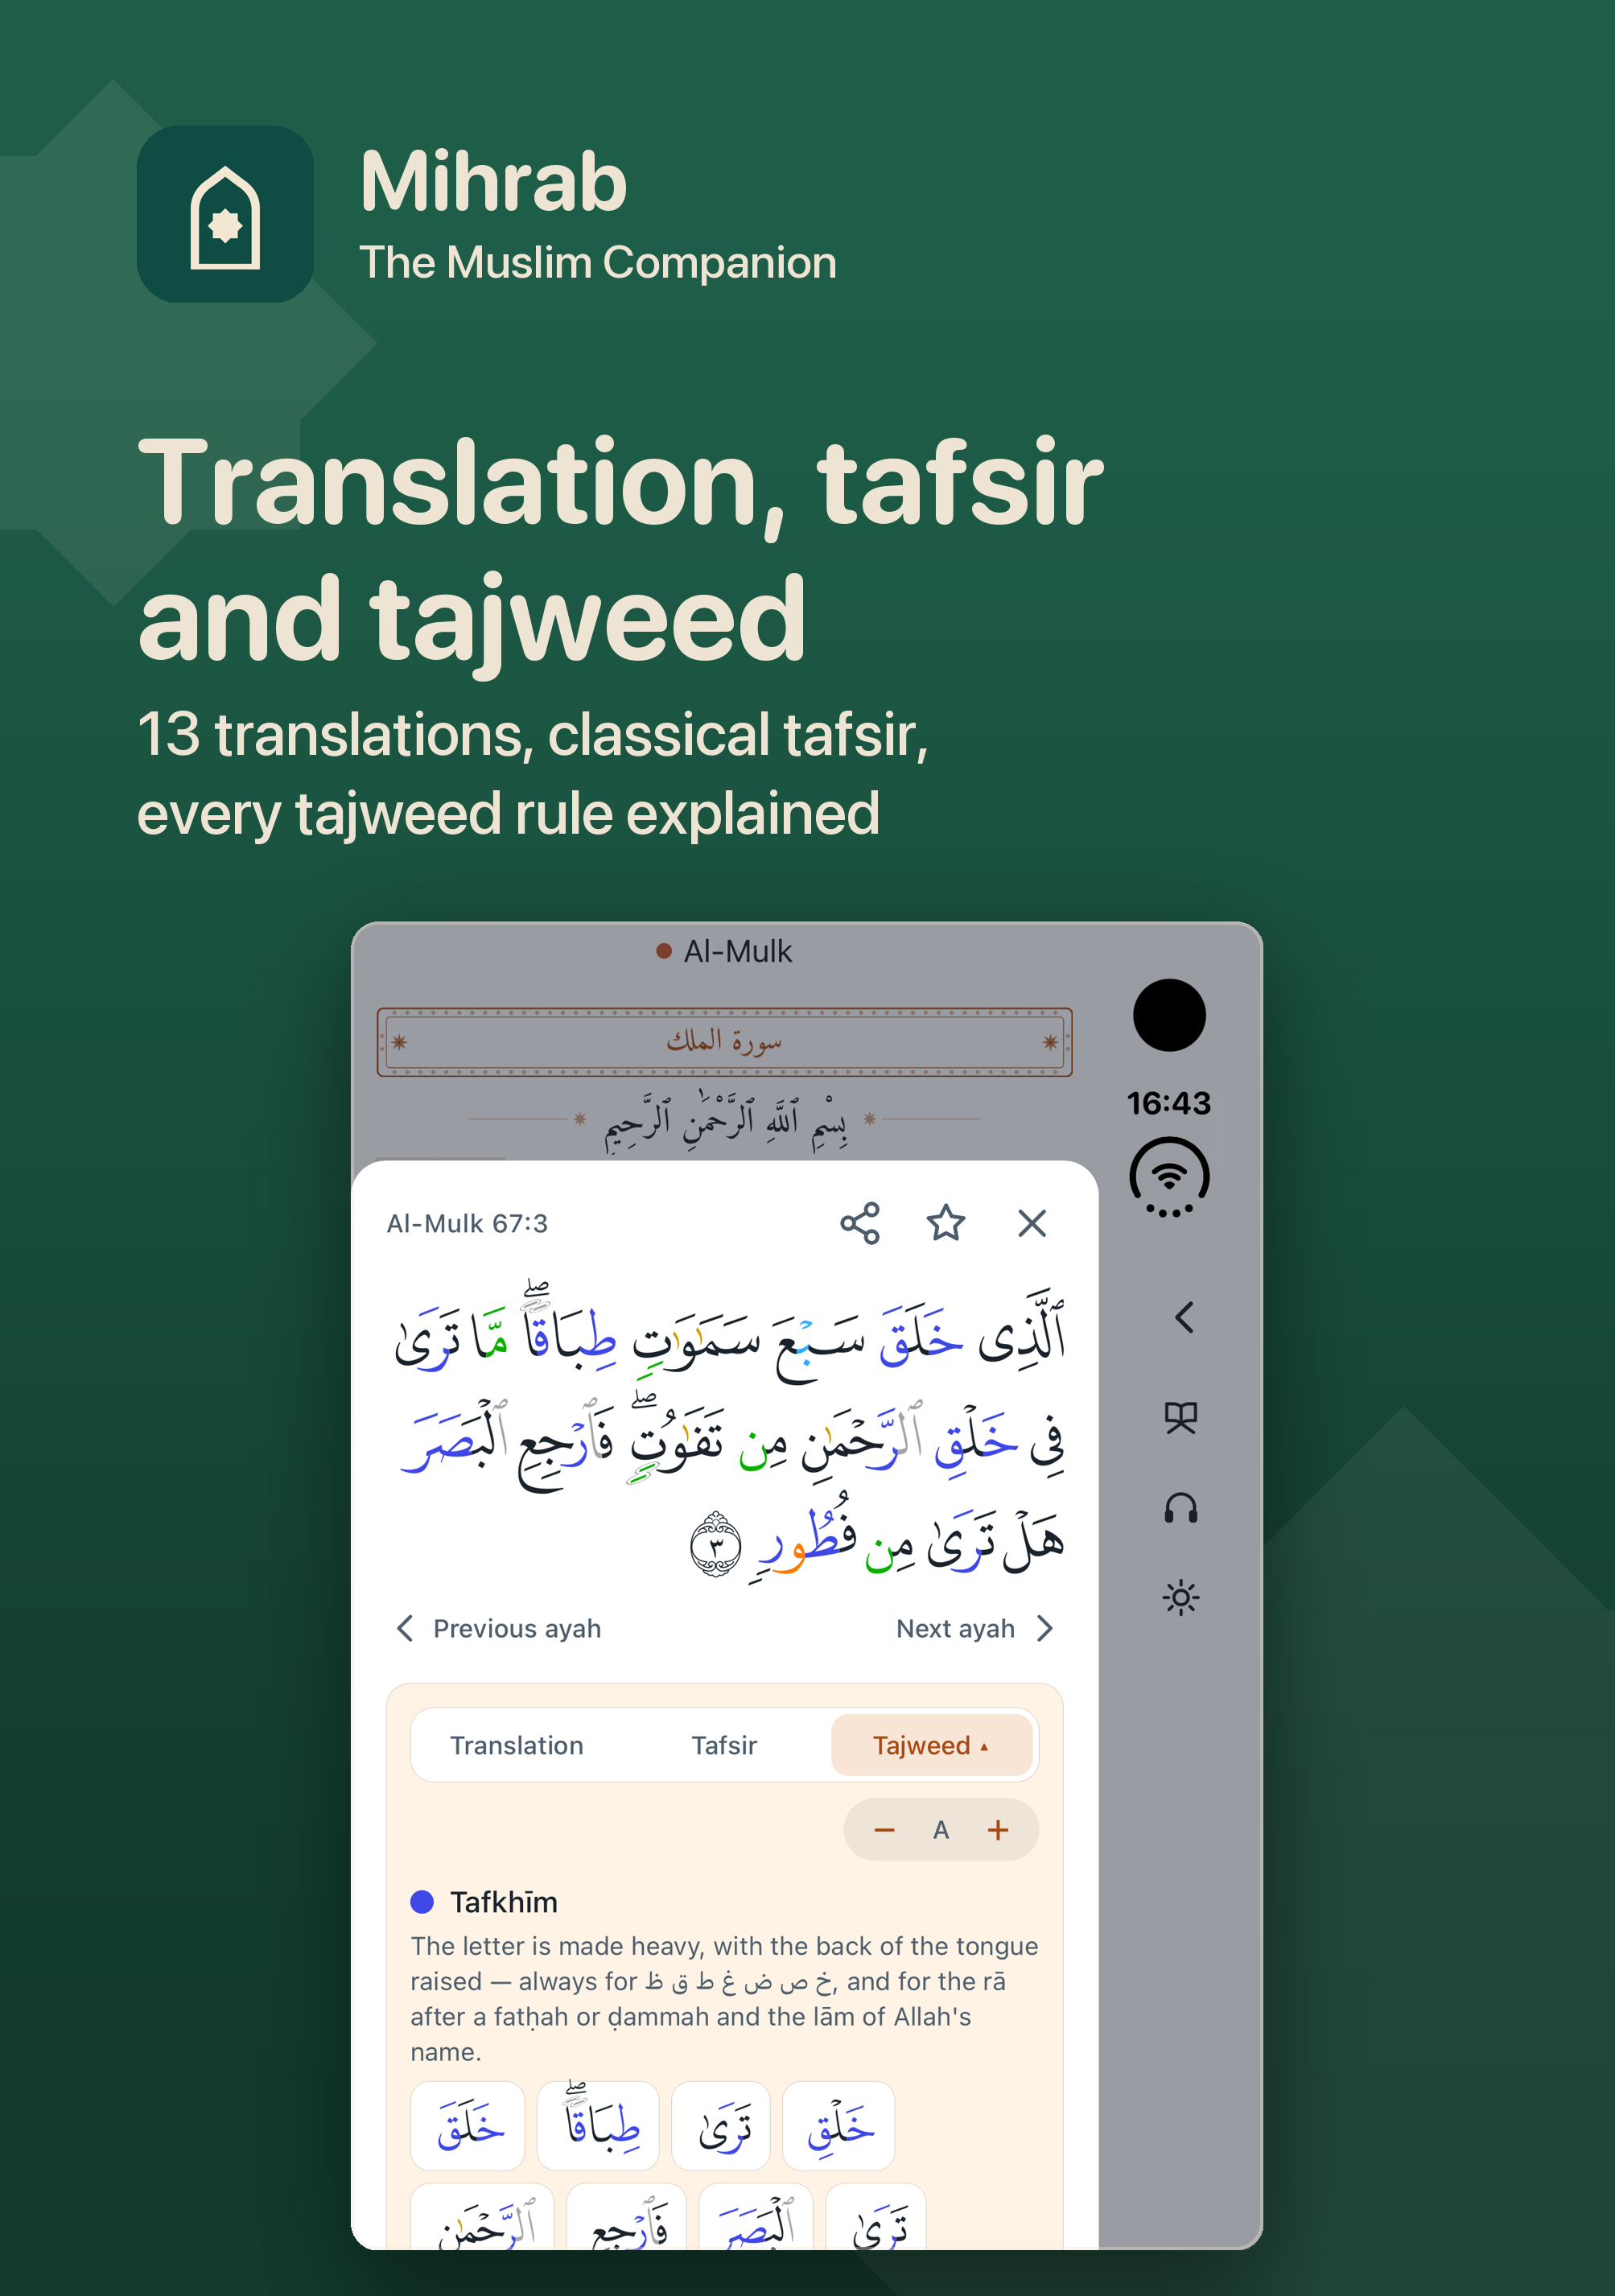 Mihrab
The Muslim Companion
Translation, tafsir
and tajweed
13 translations, classical tafsir,
every tajweed rule explained
Al-Mulk
سورة الملك
بِسْمِ ٱللَّهِ ٱلرَّحْمَٰنِ ٱلرَّحِيمِ
16:43
Al-Mulk 67:3
ٱلَّذِى خَلَقَ سَبْعَ سَمَٰوَٰتٍ طِبَاقًا ۖ مَّا تَرَىٰ
فِى خَلْقِ ٱلرَّحْمَٰنِ مِن تَفَٰوُتٍ ۖ فَٱرْجِعِ ٱلْبَصَرَ
هَلْ تَرَىٰ مِن فُطُورٍ ٣
Previous ayah Next ayah
Translation Tafsir Tajweed ▴
− A +
Tafkhīm
The letter is made heavy, with the back of the tongue
raised — always for خ ص ض غ ط ق ظ, and for the rā
after a fatḥah or ḍammah and the lām of Allah's
name.
خَلَقَ طِبَاقًا ۖ تَرَىٰ خَلْقِ
ٱلرَّحْمَٰنِ فَٱرْجِعِ ٱلْبَصَرَ تَرَىٰ